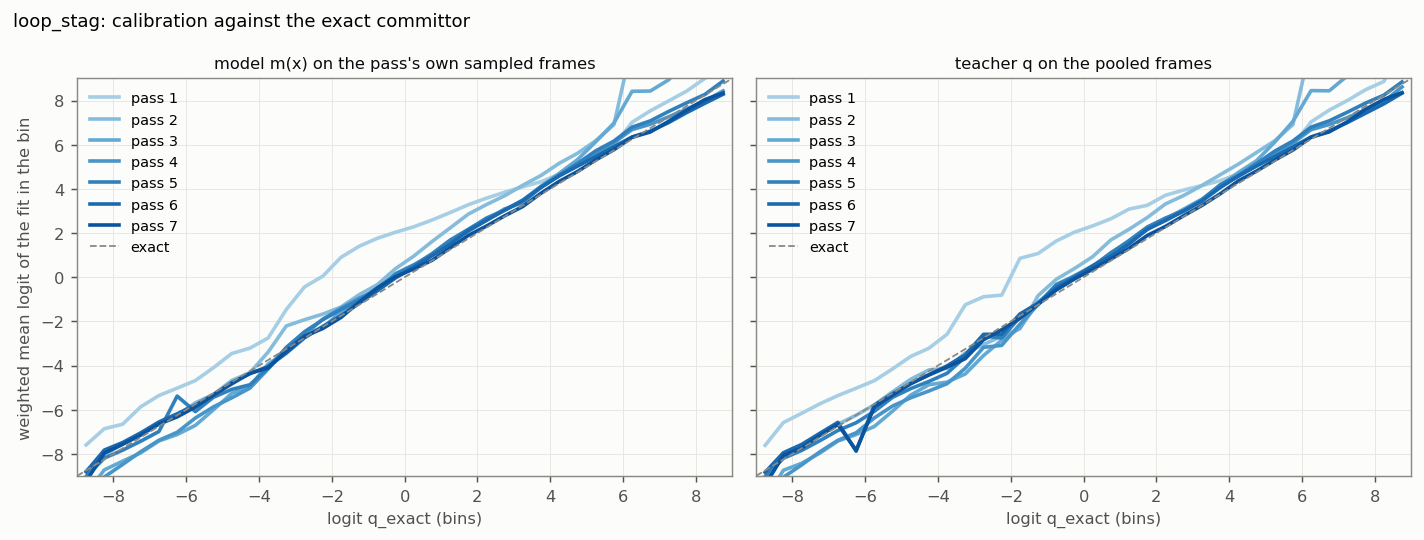 loop_stag: calibration against the exact committor
model m(x) on the pass's own sampled frames
weighted mean logit of the fit in the bin
8
6
4
2
0
−2
−4
−6
−8
pass 1
pass 2
pass 3
pass 4
pass 5
pass 6
pass 7
exact
−8 −6 −4 −2 0 2 4 6 8
logit q_exact (bins)
teacher q on the pooled frames
pass 1
pass 2
pass 3
pass 4
pass 5
pass 6
pass 7
exact
−8 −6 −4 −2 0 2 4 6 8
logit q_exact (bins)